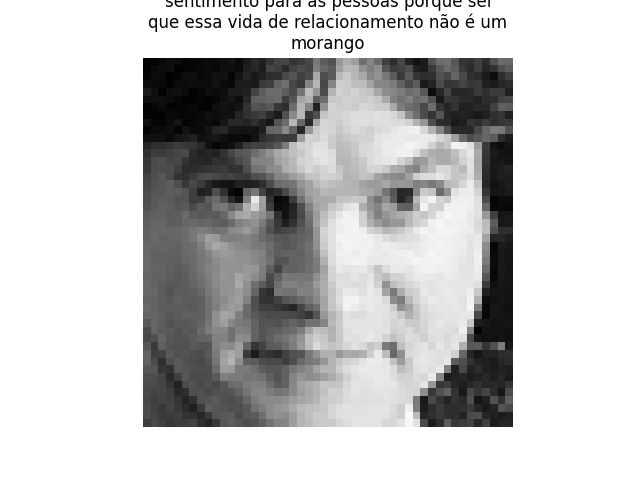 sentimento para as pessoas porque sei
que essa vida de relacionamento não é um
morango